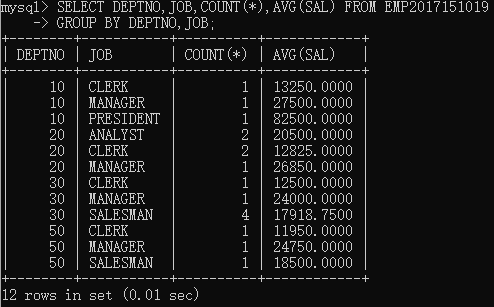 mysql> SELECT DEPTNO,JOB,COUNT(*),AVG(SAL) FROM EMP2017151019
    -> GROUP BY DEPTNO,JOB;
+--------+-----------+----------+------------+
| DEPTNO | JOB       | COUNT(*) | AVG(SAL)   |
+--------+-----------+----------+------------+
|     10 | CLERK     |        1 | 13250.0000 |
|     10 | MANAGER   |        1 | 27500.0000 |
|     10 | PRESIDENT |        1 | 82500.0000 |
|     20 | ANALYST   |        2 | 20500.0000 |
|     20 | CLERK     |        2 | 12825.0000 |
|     20 | MANAGER   |        1 | 26850.0000 |
|     30 | CLERK     |        1 | 12500.0000 |
|     30 | MANAGER   |        1 | 24000.0000 |
|     30 | SALESMAN  |        4 | 17918.7500 |
|     50 | CLERK     |        1 | 11950.0000 |
|     50 | MANAGER   |        1 | 24750.0000 |
|     50 | SALESMAN  |        1 | 18500.0000 |
+--------+-----------+----------+------------+
12 rows in set (0.01 sec)